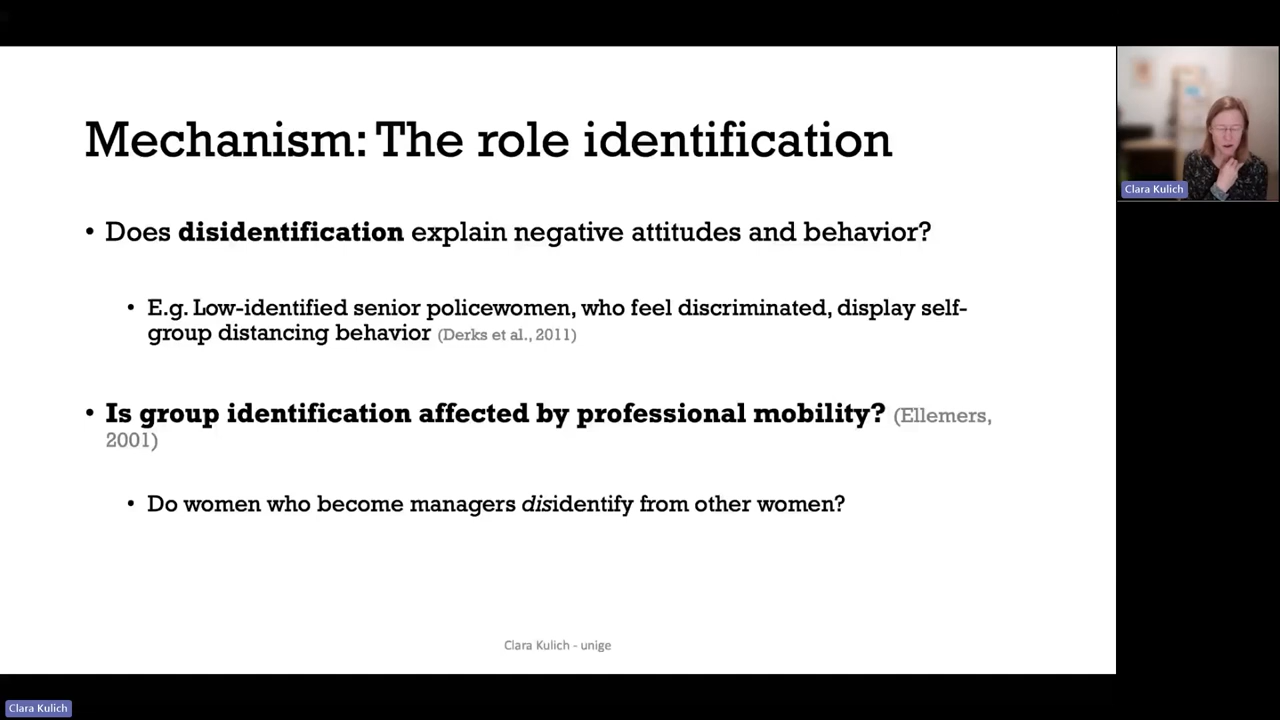 Mechanism: The role identification
• Does disidentification explain negative attitudes and behavior?
• E.g. Low-identified senior policewomen, who feel discriminated, display self-
group distancing behavior (Derks et al., 2011)
• Is group identification affected by professional mobility? (Ellemers,
2001)
• Do women who become managers disidentify from other women?
Clara Kulich - unige
Clara Kulich
Clara Kulich